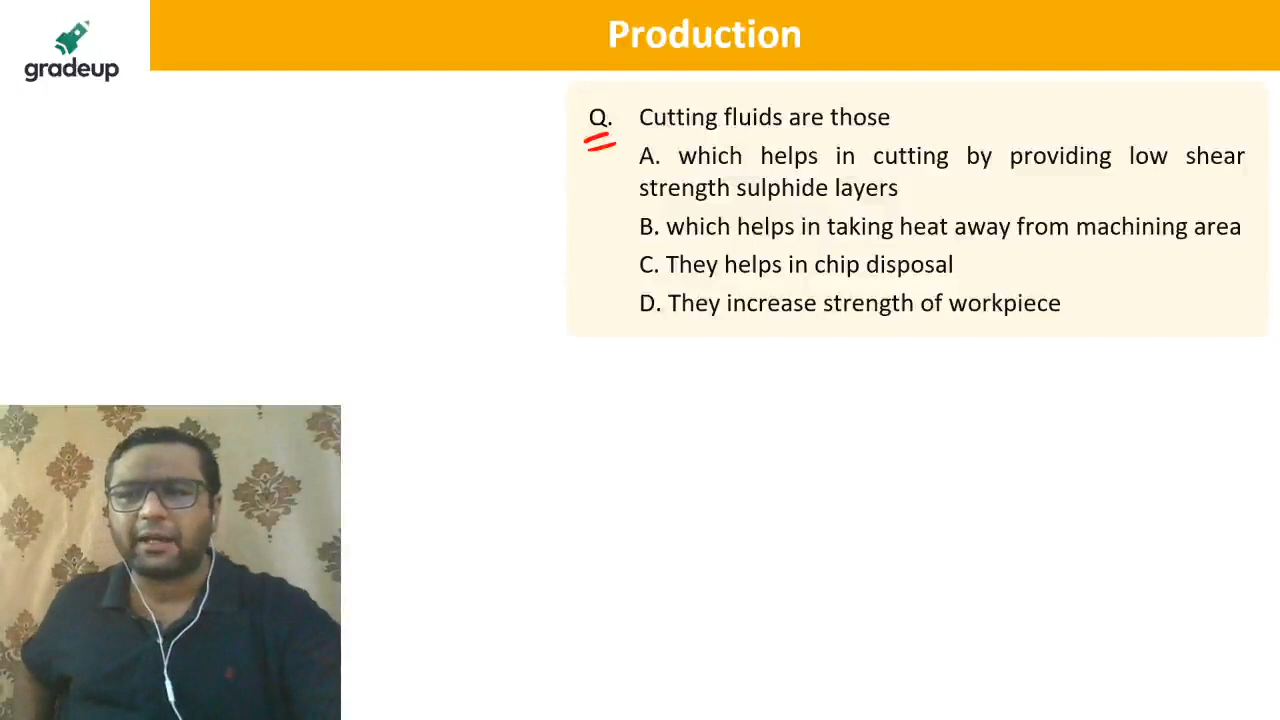 Production
gradeup
Q. Cutting fluids are those
A. which helps in cutting by providing low shear
strength sulphide layers
B. which helps in taking heat away from machining area
C. They helps in chip disposal
D. They increase strength of workpiece